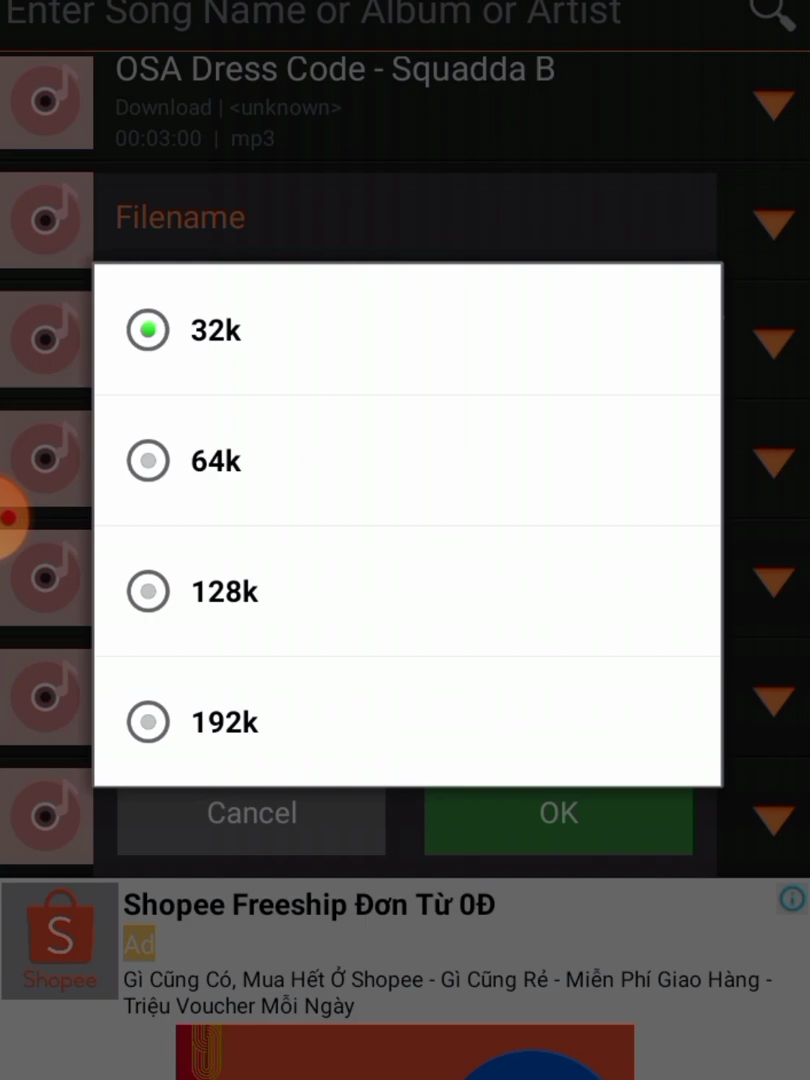 Enter Song Name or Album or Artist
OSA Dress Code - Squadda B
Download | <unknown>
00:03:00 | mp3
Filename
32k
64k
128k
192k
Cancel
OK
Shopee Freeship Đơn Từ 0Đ
Ad
S
Shopee
Gì Cũng Có, Mua Hết Ở Shopee - Gì Cũng Rẻ - Miễn Phí Giao Hàng -
Triệu Voucher Mỗi Ngày